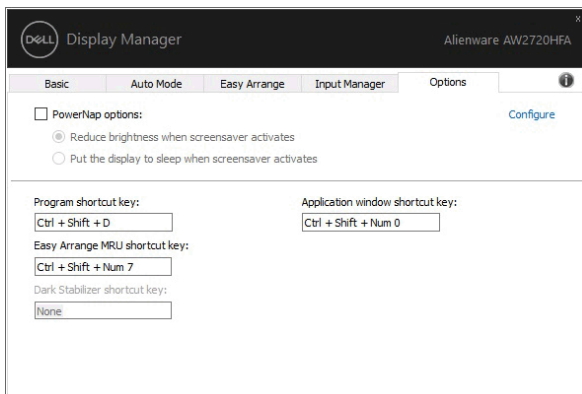 x
DELL Display Manager Alienware AW2720HFA
Basic Auto Mode Easy Arrange Input Manager Options i
PowerNap options: Configure
Reduce brightness when screensaver activates
Put the display to sleep when screensaver activates
Program shortcut key: Application window shortcut key:
Ctrl + Shift + D Ctrl + Shift + Num 0
Easy Arrange MRU shortcut key:
Ctrl + Shift + Num 7
Dark Stabilizer shortcut key:
None